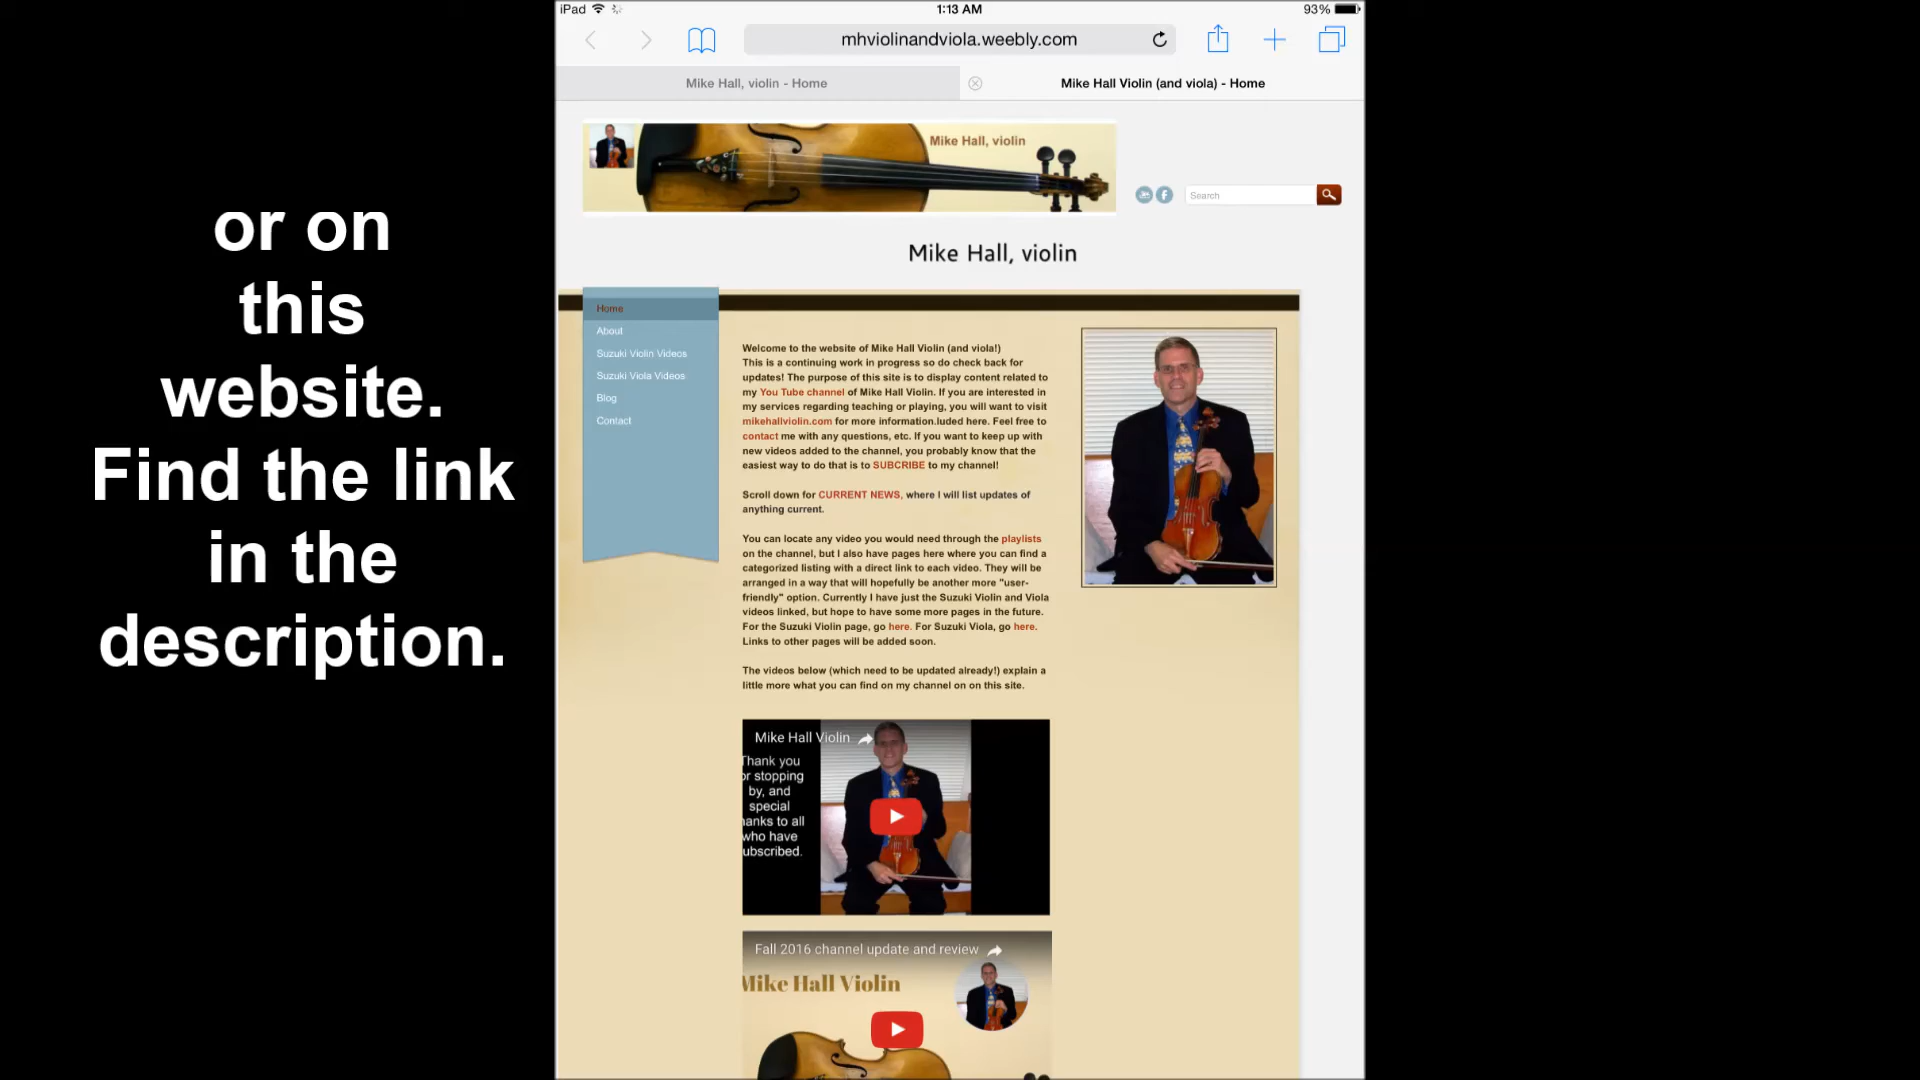 or on
this
website.
Find the link
in the
description.
iPad
1:13 AM
93%
mhviolinandviola.weebly.com
Mike Hall, violin - Home
Mike Hall Violin (and viola) - Home
Mike Hall, violin
Search
Mike Hall, violin
Home
About
Suzuki Violin Videos
Suzuki Viola Videos
Blog
Contact
Welcome to the website of Mike Hall Violin (and viola!)
This is a continuing work in progress so do check back for
updates! The purpose of this site is to display content related to
my You Tube channel of Mike Hall Violin. If you are interested in
my services regarding teaching or playing, you will want to visit
mikehallviolin.com for more information.luded here. Feel free to
contact me with any questions, etc. If you want to keep up with
new videos added to the channel, you probably know that the
easiest way to do that is to SUBCRIBE to my channel!
Scroll down for CURRENT NEWS, where I will list updates of
anything current.
You can locate any video you would need through the playlists
on the channel, but I also have pages here where you can find a
categorized listing with a direct link to each video. They will be
arranged in a way that will hopefully be another more "user-
friendly" option. Currently I have just the Suzuki Violin and Viola
videos linked, but hope to have some more pages in the future.
For the Suzuki Violin page, go here. For Suzuki Viola, go here.
Links to other pages will be added soon.
The videos below (which need to be updated already!) explain a
little more what you can find on my channel on on this site.
Mike Hall Violin
Thank you
or stopping
by, and
special
hanks to all
who have
ubscribed.
Fall 2016 channel update and review
Mike Hall Violin